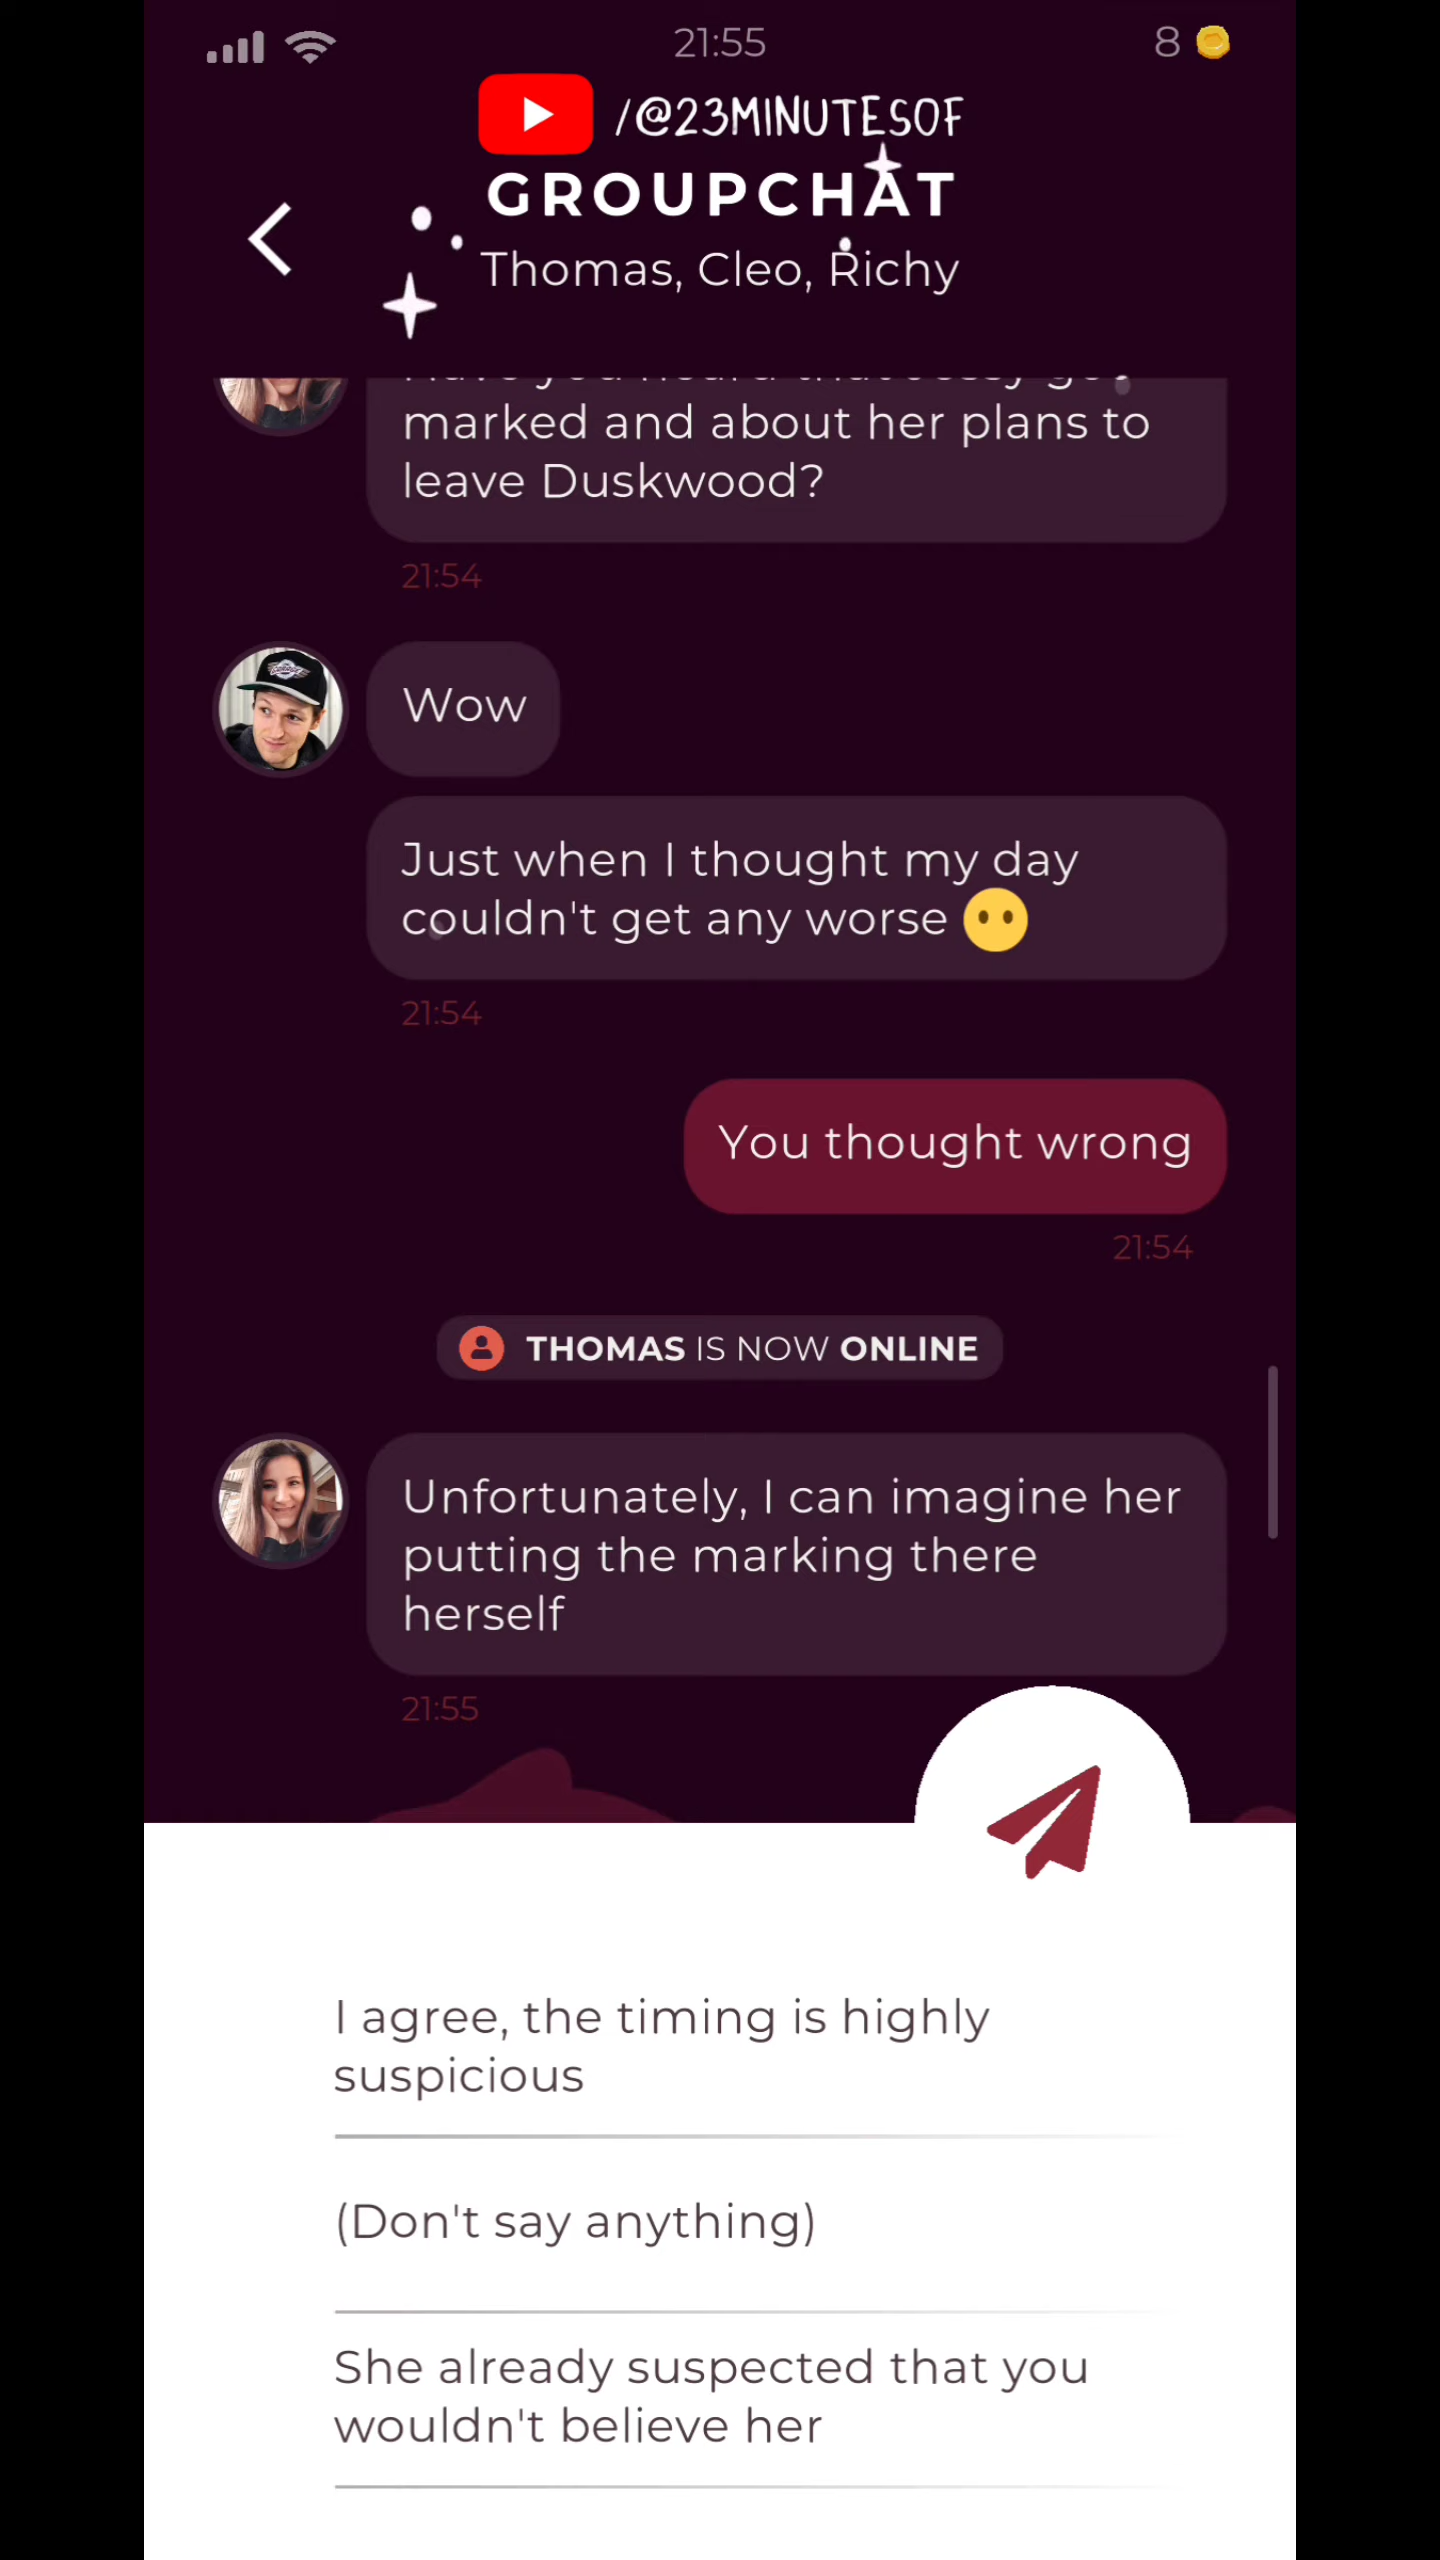 21:55
8
/@23MINUTESOF
GROUPCHAT
Thomas, Cleo, Richy
marked and about her plans to
leave Duskwood?
21:54
Wow
Just when I thought my day
couldn't get any worse
21:54
You thought wrong
21:54
THOMAS IS NOW ONLINE
Unfortunately, I can imagine her
putting the marking there
herself
21:55
I agree, the timing is highly
suspicious
(Don't say anything)
She already suspected that you
wouldn't believe her